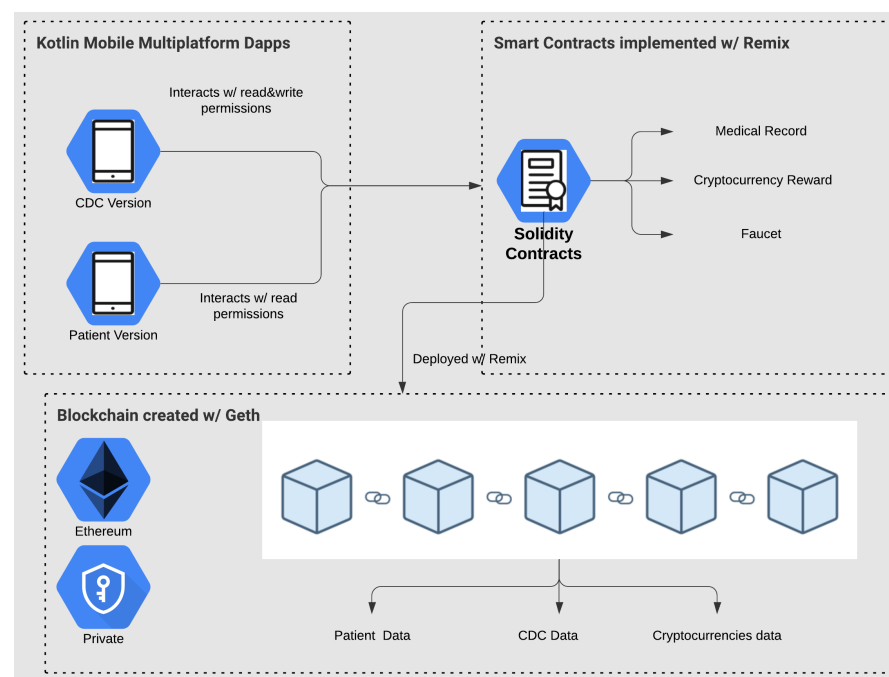 Kotlin Mobile Multiplatform Dapps
Interacts w/ read&write
permissions
CDC Version
Interacts w/ read
permissions
Patient Version
Smart Contracts implemented w/ Remix
Solidity
Contracts
Medical Record
Cryptocurrency Reward
Faucet
Deployed w/ Remix
Blockchain created w/ Geth
Ethereum
Private
Patient Data
CDC Data
Cryptocurrencies data